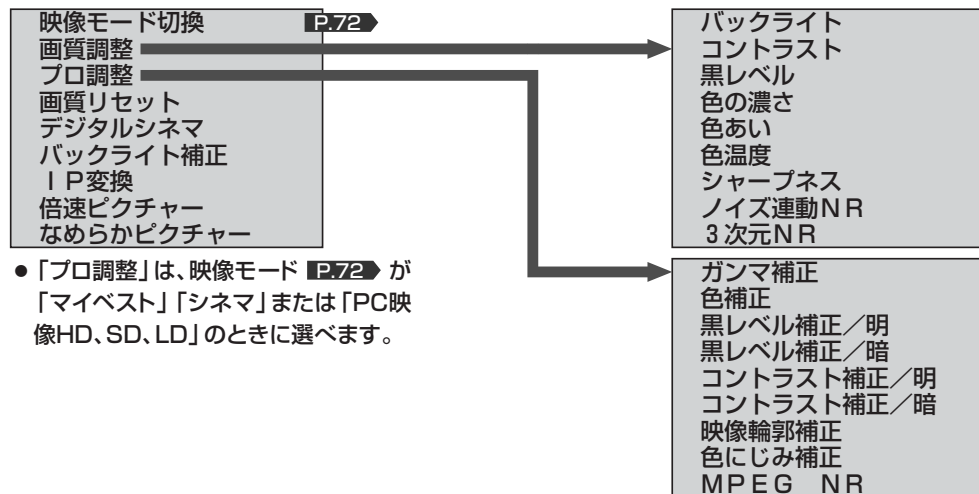 映像モード切換 P.72
画質調整
プロ調整
画質リセット
デジタルシネマ
バックライト補正
ＩＰ変換
倍速ピクチャー
なめらかピクチャー
●「プロ調整」は、映像モード P.72 が
「マイベスト」「シネマ」または「PC映
像HD、SD、LD」のときに選べます。
バックライト
コントラスト
黒レベル
色の濃さ
色あい
色温度
シャープネス
ノイズ連動ＮＲ
３次元ＮＲ
ガンマ補正
色補正
黒レベル補正／明
黒レベル補正／暗
コントラスト補正／明
コントラスト補正／暗
映像輪郭補正
色にじみ補正
ＭＰＥＧ　ＮＲ